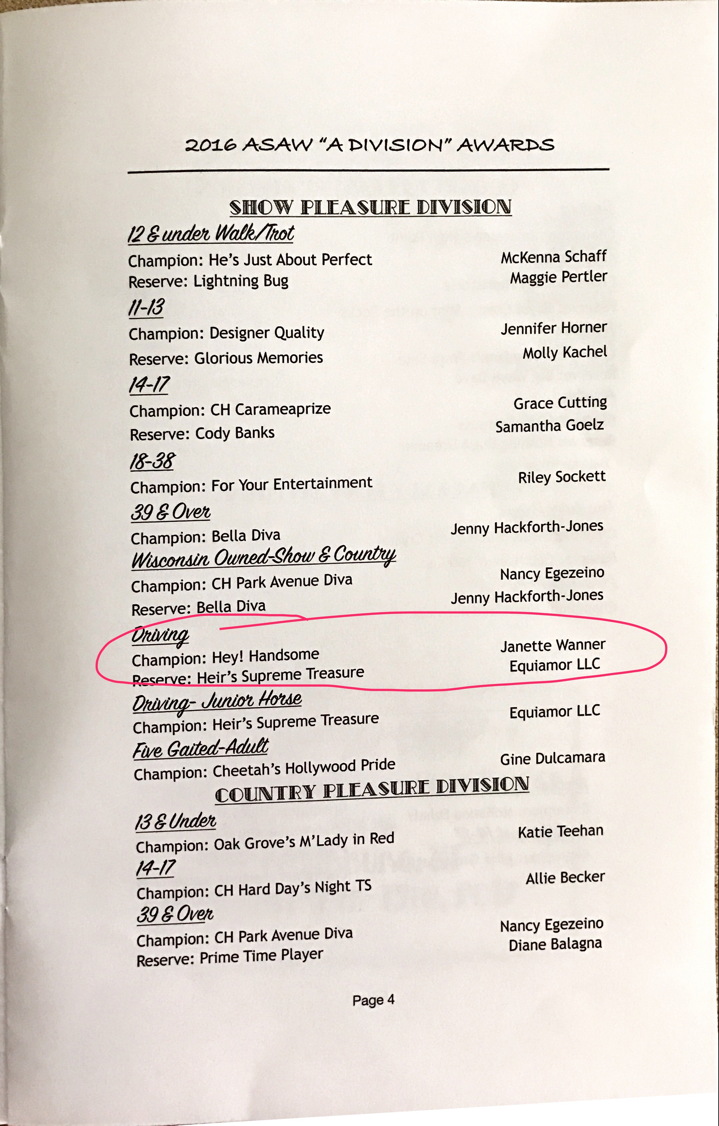 2016 ASAW “A DIVISION” AWARDS
SHOW PLEASURE DIVISION
12 & under Walk/Trot
Champion: He’s Just About Perfect McKenna Schaff
Reserve: Lightning Bug Maggie Pertler
11-13
Champion: Designer Quality Jennifer Horner
Reserve: Glorious Memories Molly Kachel
14-17
Champion: CH Carameaprize Grace Cutting
Reserve: Cody Banks Samantha Goelz
18-38
Champion: For Your Entertainment Riley Sockett
39 & Over
Champion: Bella Diva Jenny Hackforth-Jones
Wisconsin Owned-Show & Country
Champion: CH Park Avenue Diva Nancy Egezeino
Reserve: Bella Diva Jenny Hackforth-Jones
Driving
Champion: Hey! Handsome Janette Wanner
Reserve: Heir’s Supreme Treasure Equiamor LLC
Driving- Junior Horse
Champion: Heir’s Supreme Treasure Equiamor LLC
Five Gaited-Adult
Champion: Cheetah’s Hollywood Pride Gine Dulcamara
COUNTRY PLEASURE DIVISION
13 & Under
Champion: Oak Grove’s M’Lady in Red Katie Teehan
14-17
Champion: CH Hard Day’s Night TS Allie Becker
39 & Over
Champion: CH Park Avenue Diva Nancy Egezeino
Reserve: Prime Time Player Diane Balagna
Page 4